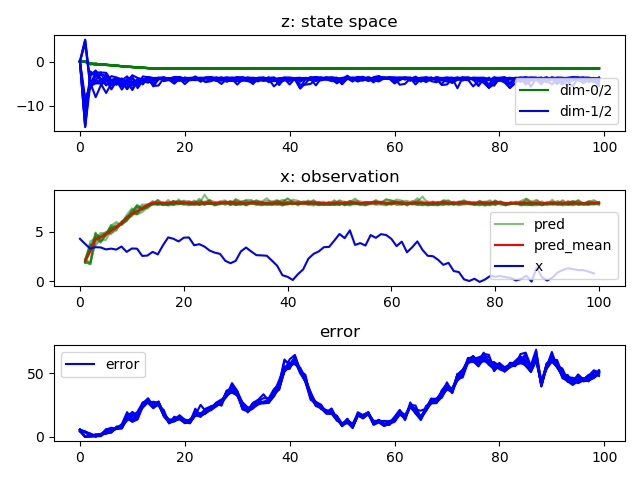 z: state space
0
−10
dim-0/2
dim-1/2
0 20 40 60 80 100
x: observation
5
0
pred
pred_mean
x
0 20 40 60 80 100
error
50
0
error
0 20 40 60 80 100